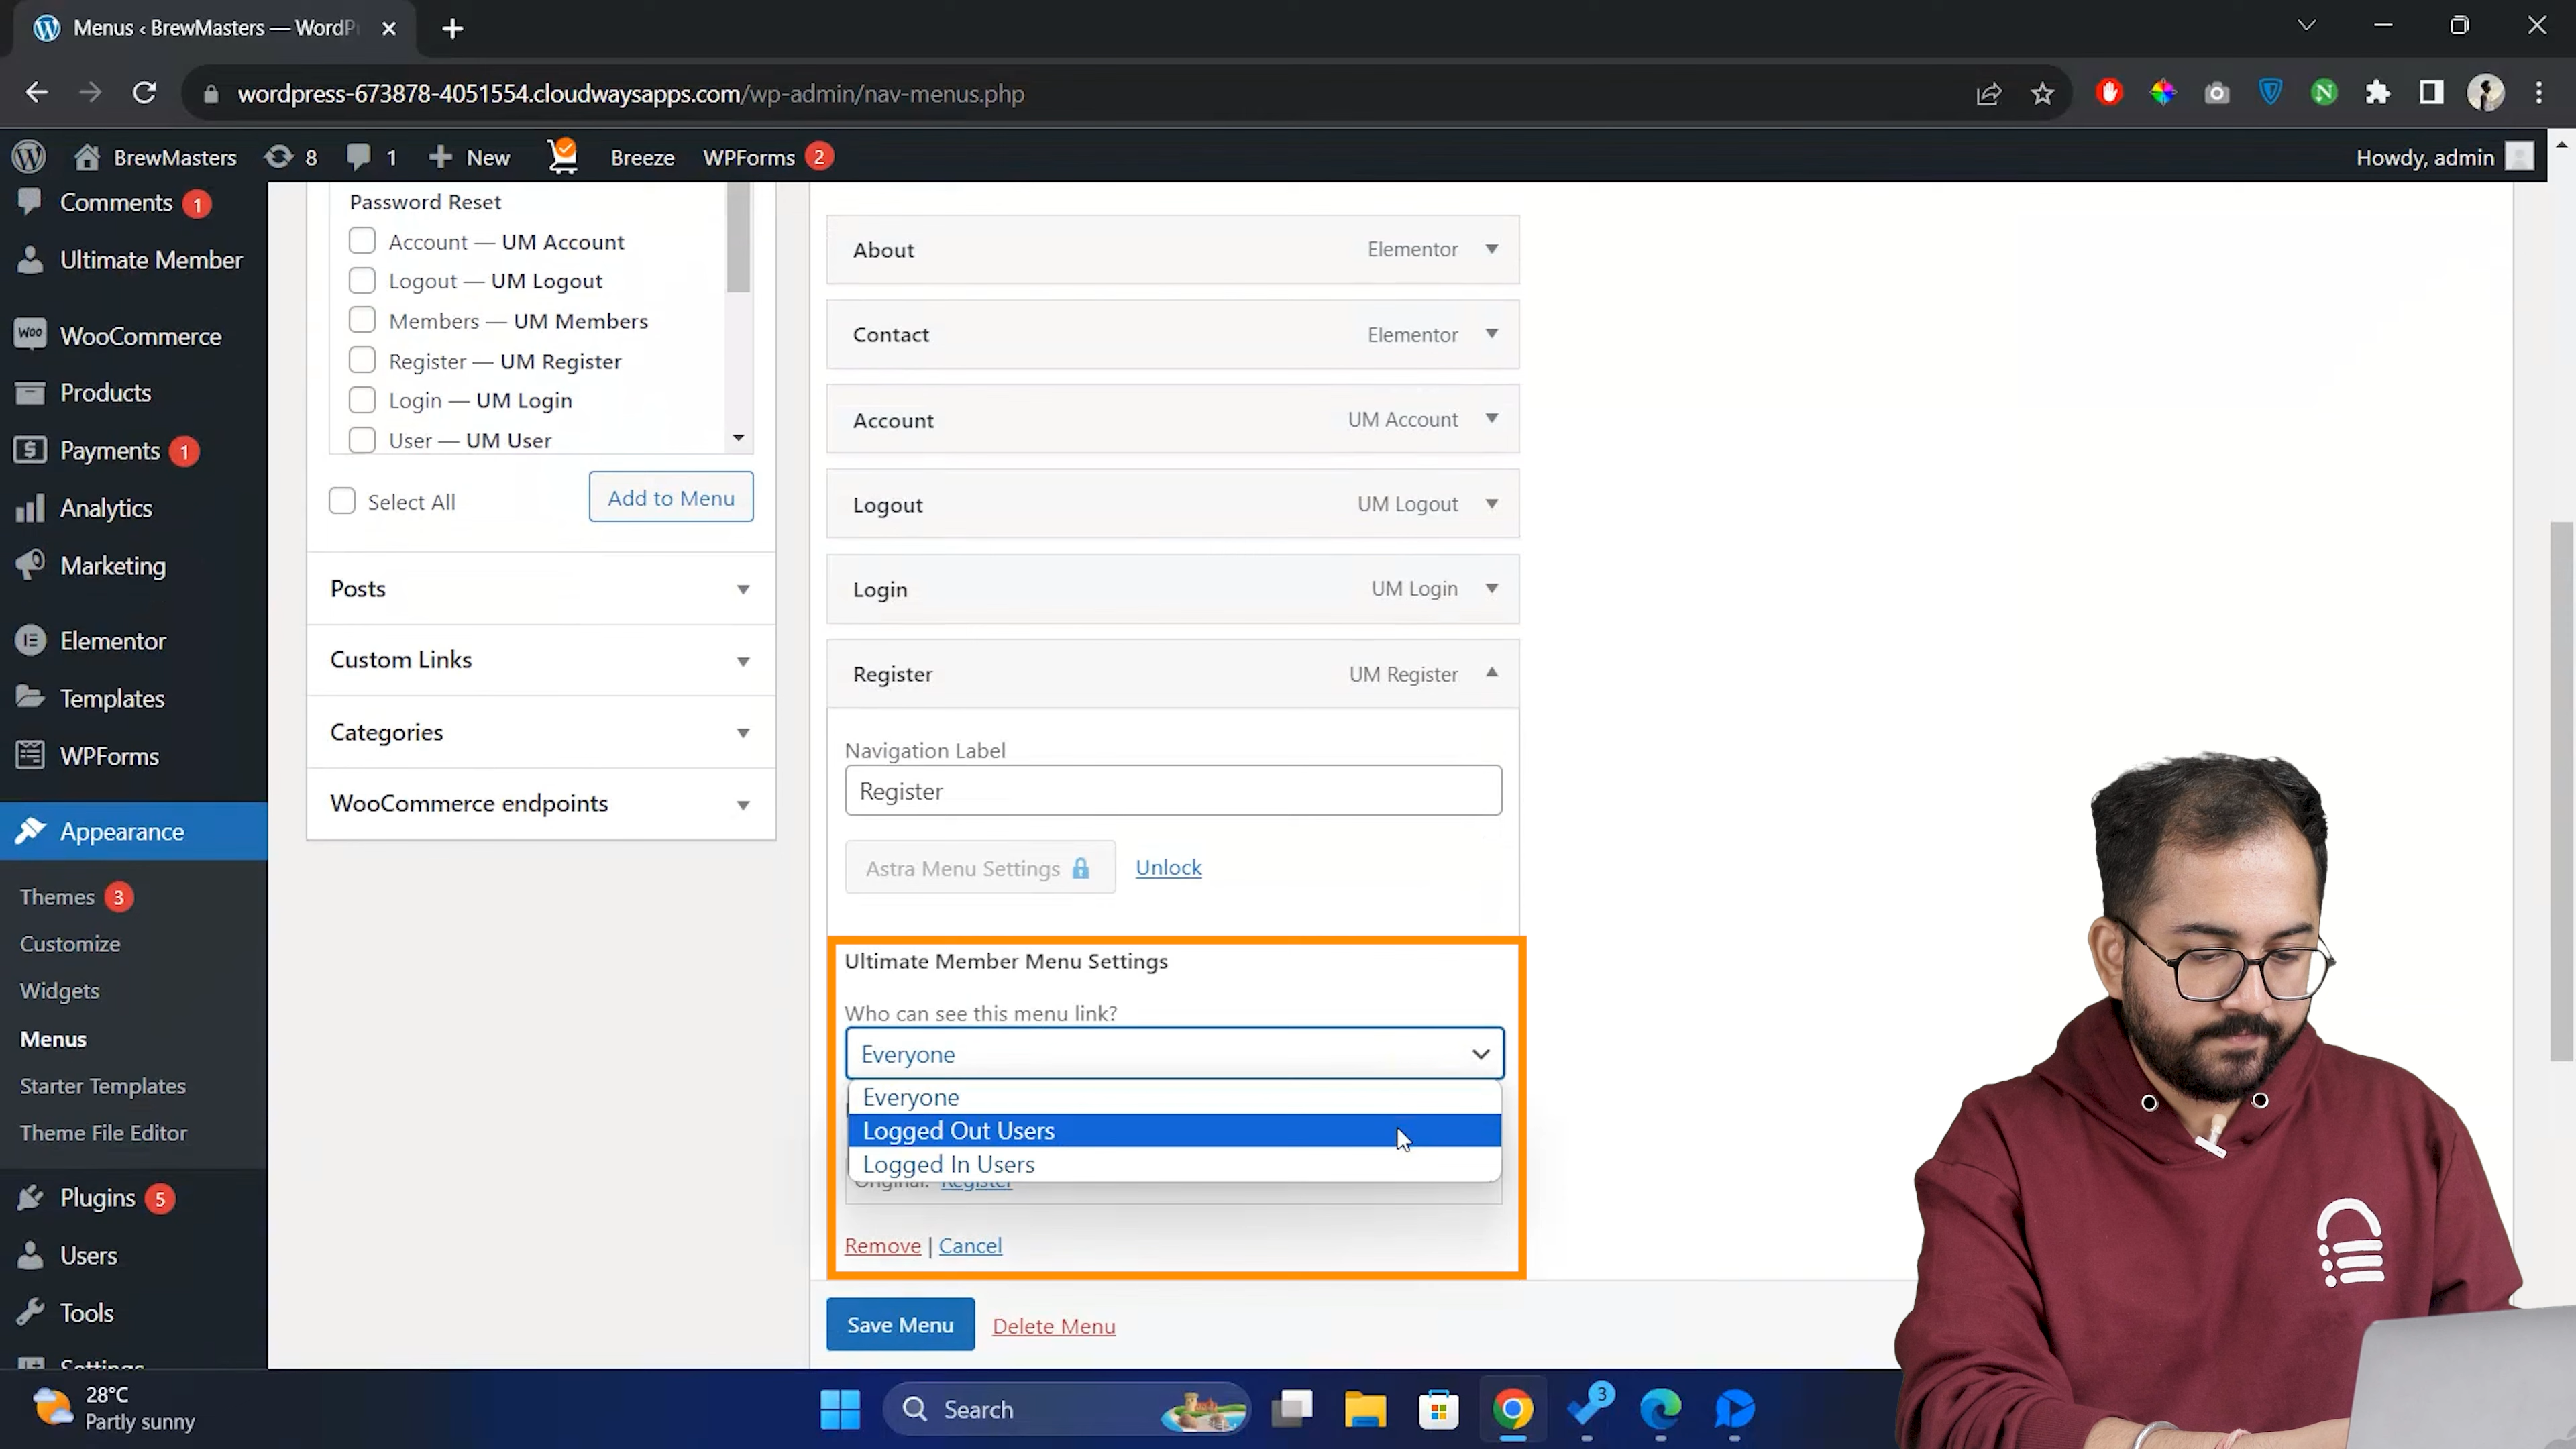 Menus ‹ BrewMasters — WordP
wordpress-673878-4051554.cloudwaysapps.com/wp-admin/nav-menus.php
BrewMasters 8 1 New Breeze WPForms 2 Howdy, admin
Comments 1
Ultimate Member
WOO WooCommerce
Products
Payments 1
Analytics
Marketing
Elementor
Templates
WPForms
Appearance
Themes 3
Customize
Widgets
Menus
Starter Templates
Theme File Editor
Plugins 5
Users
Tools
Settings
Password Reset
Account — UM Account
Logout — UM Logout
Members — UM Members
Register — UM Register
Login — UM Login
User — UM User
Select All Add to Menu
Posts
Custom Links
Categories
WooCommerce endpoints
About Elementor
Contact Elementor
Account UM Account
Logout UM Logout
Login UM Login
Register UM Register
Navigation Label
Register
Astra Menu Settings Unlock
Ultimate Member Menu Settings
Who can see this menu link?
Everyone
Everyone
Logged Out Users
Logged In Users
Original: Register
Remove | Cancel
Save Menu Delete Menu
28°C
Partly sunny
Search
3